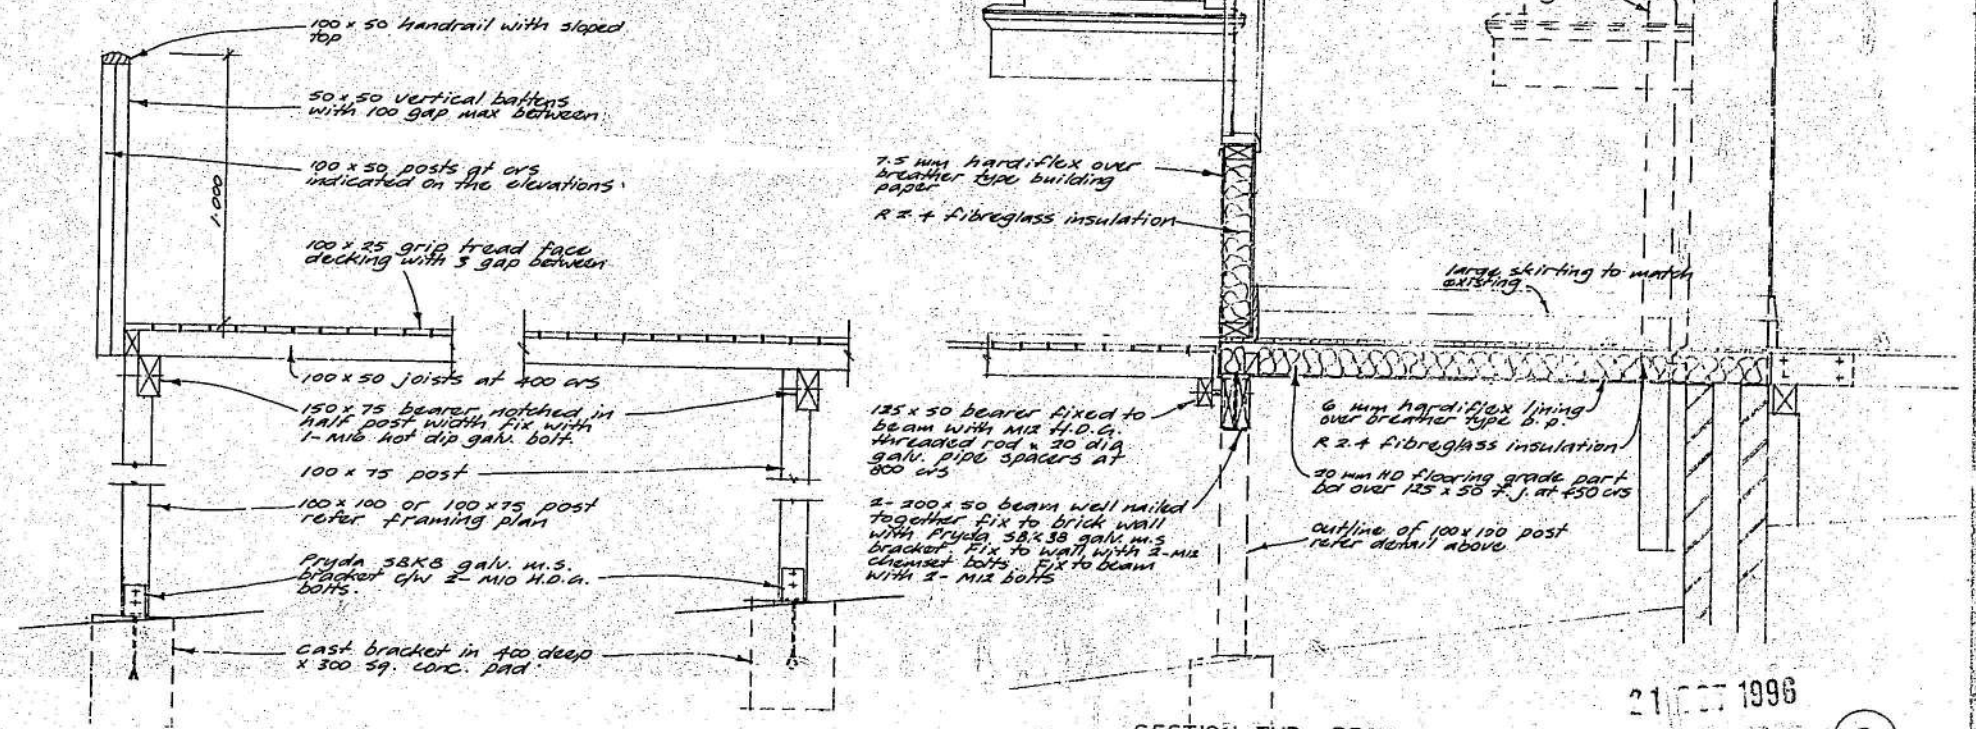 100 x 50 handrail with sloped
top
50 x 50 vertical battens
with 100 gap max between
100 x 50 posts at crs
indicated on the elevations.
1.000
100 x 25 grip tread face
decking with 5 gap between
100 x 50 joists at 400 crs
150 x 75 bearer notched in
half post width fix with
1- M16 hot dip galv. bolt.
100 x 75 post
100 x 100 or 100 x 75 post
refer framing plan
Pryda SBKB galv. m.s.
bracket c/w 2- M10 H.D.G.
bolts.
cast bracket in 400 deep
x 300 sq. conc. pad
7.5 mm hardiflex over
breather type building
paper
R 2.4 fibreglass insulation
large skirting to match
existing
125 x 50 bearer fixed to
beam with M12 H.D.G.
threaded rod & 20 dia
galv. pipe spacers at
800 crs
2- 200 x 50 beam well nailed
together fix to brick wall
with Pryda SBK38 galv. m.s
bracket. Fix to wall with 2-M12
chemset bolts. Fix to beam
with 2- M12 bolts
6 mm hardiflex lining
over breather type b.p.
R 2.4 fibreglass insulation
20 mm HD flooring grade part
bd over 125 x 50 f.j. at 450 crs
outline of 100 x 100 post
refer detail above
21 OCT 1996
SECTION